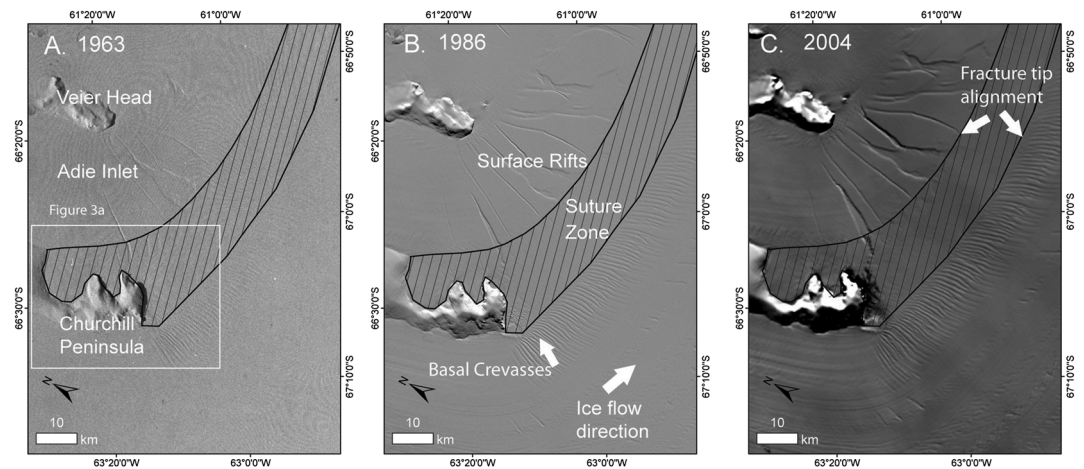 61°20'0"W 61°0'0"W
A. 1963
Veier Head
Adie Inlet
Figure 3a
Churchill
Peninsula
N
10
km
66°20'0"S
66°30'0"S
66°50'0"S
67°0'0"S
67°10'0"S
63°20'0"W 63°0'0"W
61°20'0"W 61°0'0"W
B. 1986
Surface Rifts
Suture
Zone
Basal Crevasses
Ice flow
direction
N
10
km
66°20'0"S
66°30'0"S
66°50'0"S
67°0'0"S
67°10'0"S
63°20'0"W 63°0'0"W
61°20'0"W 61°0'0"W
C. 2004
Fracture tip
alignment
N
10
km
66°20'0"S
66°30'0"S
66°50'0"S
67°0'0"S
67°10'0"S
63°20'0"W 63°0'0"W